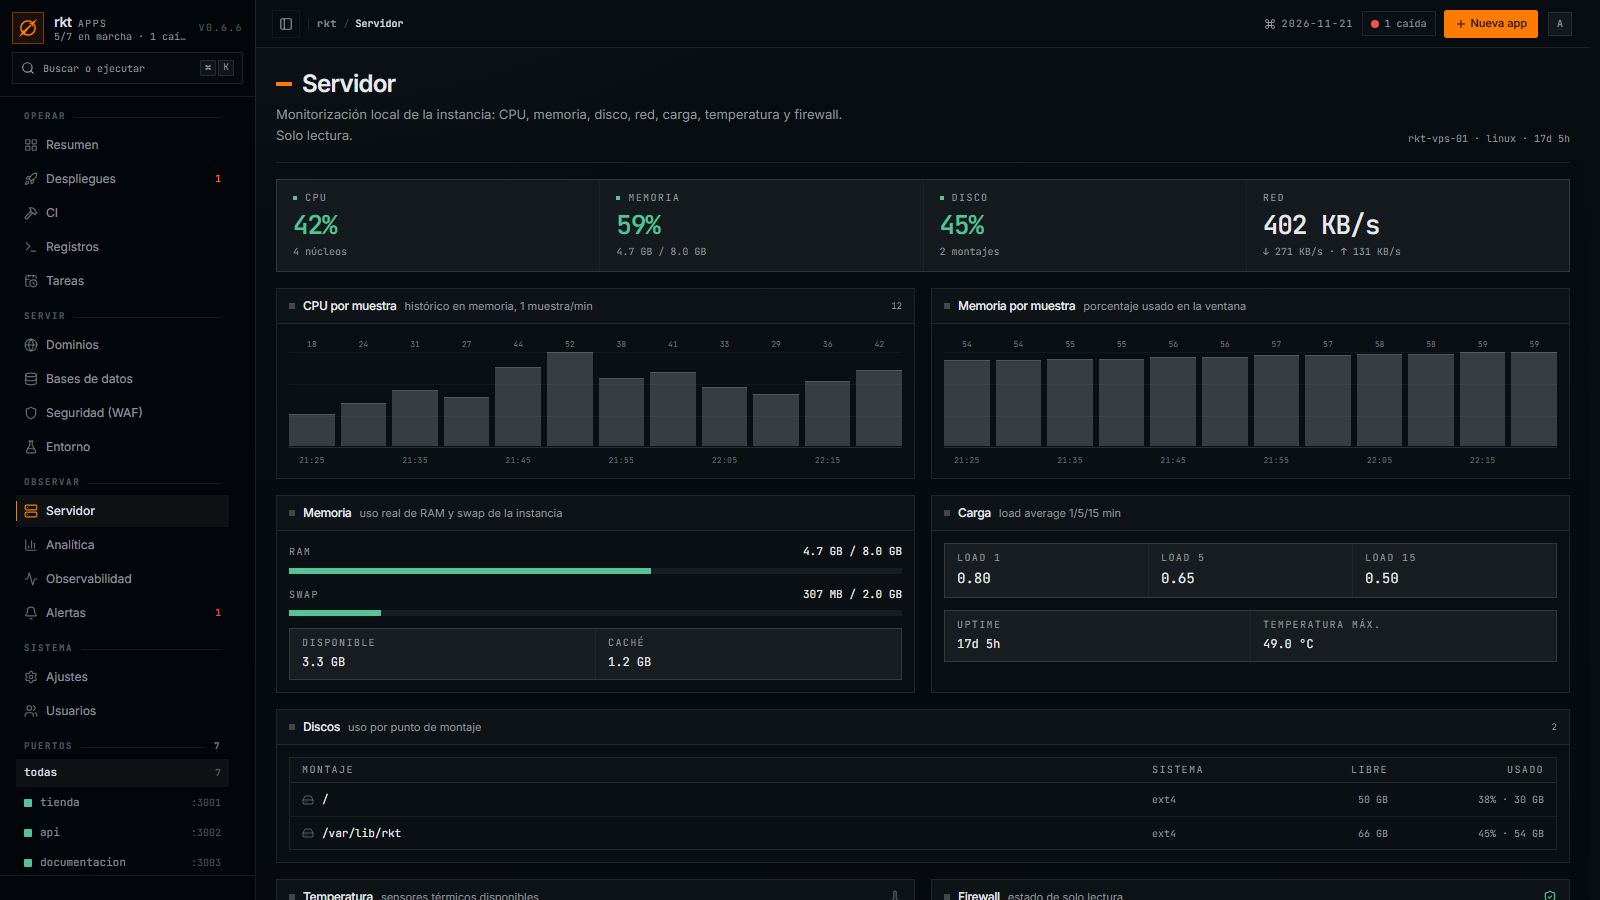 rkt APPS
5/7 en marcha · 1 caí…
V0.6.6
Buscar o ejecutar
⌘ K
OPERAR
Resumen
Despliegues 1
CI
Registros
Tareas
SERVIR
Dominios
Bases de datos
Seguridad (WAF)
Entorno
OBSERVAR
Servidor
Analítica
Observabilidad
Alertas 1
SISTEMA
Ajustes
Usuarios
PUERTOS 7
todas 7
tienda :3001
api :3002
documentacion :3003
rkt / Servidor
⌘ 2026-11-21
1 caída
+ Nueva app
A
Servidor
Monitorización local de la instancia: CPU, memoria, disco, red, carga, temperatura y firewall.
Solo lectura.
rkt-vps-01 · linux · 17d 5h
CPU
42%
4 núcleos
MEMORIA
59%
4.7 GB / 8.0 GB
DISCO
45%
2 montajes
RED
402 KB/s
↓ 271 KB/s · ↑ 131 KB/s
CPU por muestra histórico en memoria, 1 muestra/min 12
18 24 31 27 44 52 38 41 33 29 36 42
21:25 21:35 21:45 21:55 22:05 22:15
Memoria por muestra porcentaje usado en la ventana
54 54 55 55 56 56 57 57 58 58 59 59
21:25 21:35 21:45 21:55 22:05 22:15
Memoria uso real de RAM y swap de la instancia
RAM 4.7 GB / 8.0 GB
SWAP 307 MB / 2.0 GB
DISPONIBLE
3.3 GB
CACHÉ
1.2 GB
Carga load average 1/5/15 min
LOAD 1
0.80
LOAD 5
0.65
LOAD 15
0.50
UPTIME
17d 5h
TEMPERATURA MÁX.
49.0 °C
Discos uso por punto de montaje 2
MONTAJE SISTEMA LIBRE USADO
/ ext4 50 GB 38% · 30 GB
/var/lib/rkt ext4 66 GB 45% · 54 GB
Temperatura sensores térmicos disponibles
Firewall estado de solo lectura